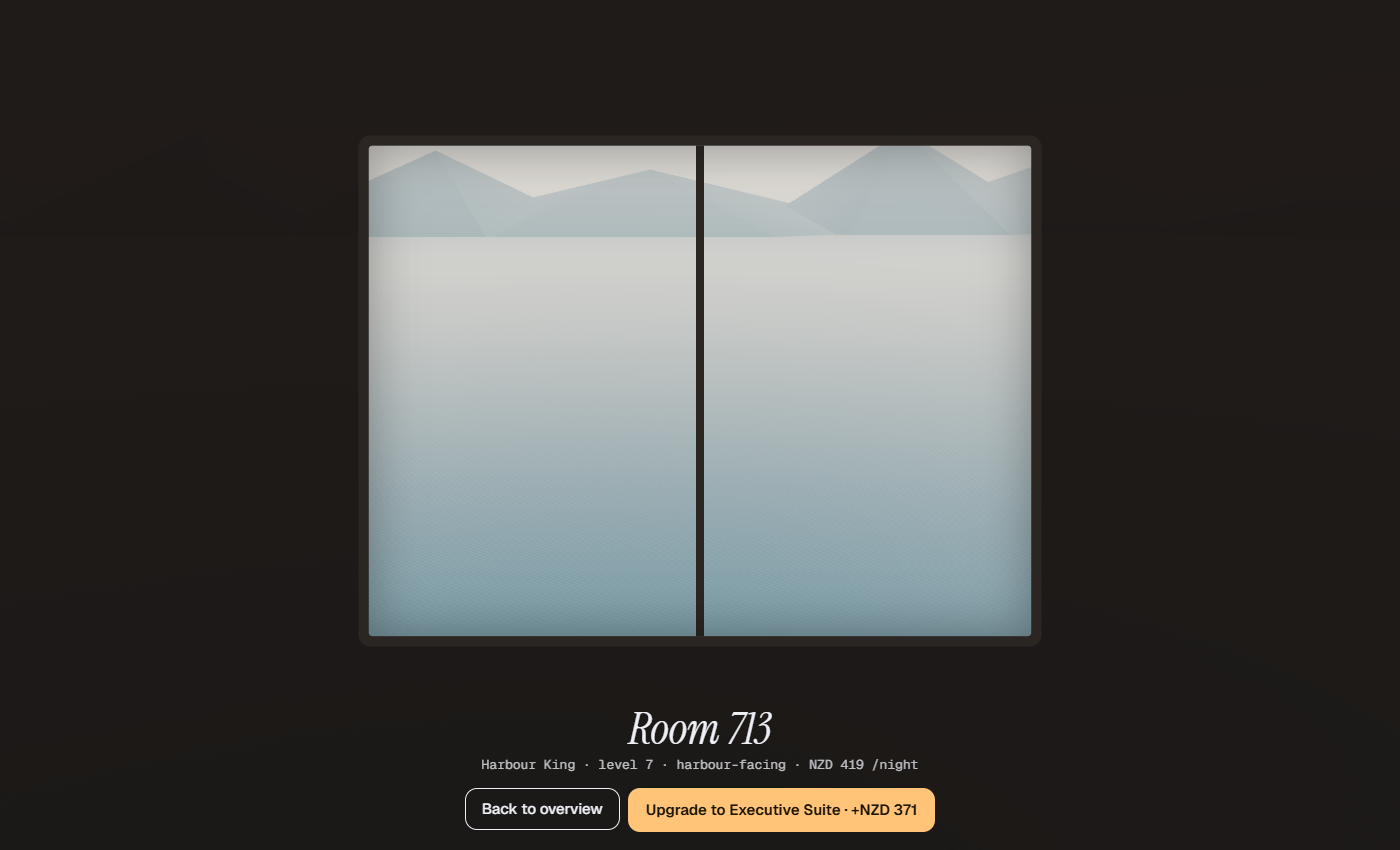 Room 713
Harbour King · level 7 · harbour-facing · NZD 419 /night
Back to overview
Upgrade to Executive Suite · +NZD 371